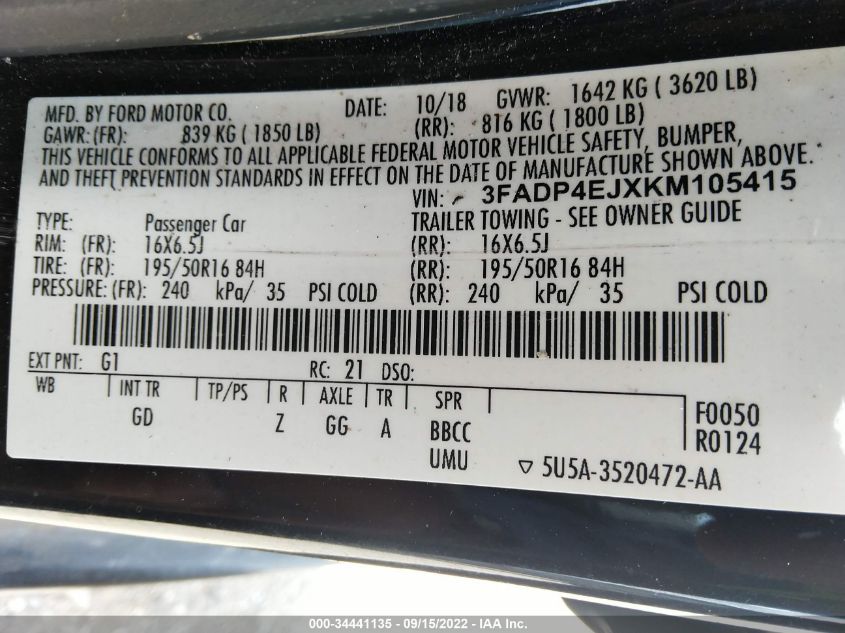 MFD. BY FORD MOTOR CO. DATE: 10/18 GVWR: 1642 KG ( 3620 LB)
GAWR: (FR): 839 KG ( 1850 LB) (RR): 816 KG ( 1800 LB)
THIS VEHICLE CONFORMS TO ALL APPLICABLE FEDERAL MOTOR VEHICLE SAFETY, BUMPER,
AND THEFT PREVENTION STANDARDS IN EFFECT ON THE DATE OF MANUFACTURE SHOWN ABOVE.
VIN: 3FADP4EJXKM105415
TYPE: Passenger Car TRAILER TOWING - SEE OWNER GUIDE
RIM: (FR): 16X6.5J (RR): 16X6.5J
TIRE: (FR): 195/50R16 84H (RR): 195/50R16 84H
PRESSURE: (FR): 240 kPa/ 35 PSI COLD (RR): 240 kPa/ 35 PSI COLD
EXT PNT: G1 RC: 21 DSO:
WB INT TR TP/PS R AXLE TR SPR F0050
GD Z GG A BBCC R0124
UMU 5U5A-3520472-AA
000-34441135 - 09/15/2022 - IAA Inc.